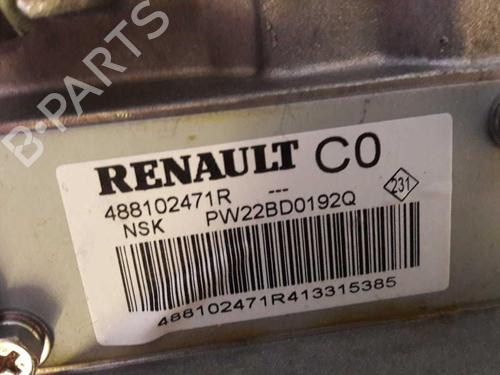 B-PARTS
RENAULT C0
488102471R ---
NSK PW22BD0192Q
231
488102471R413315385